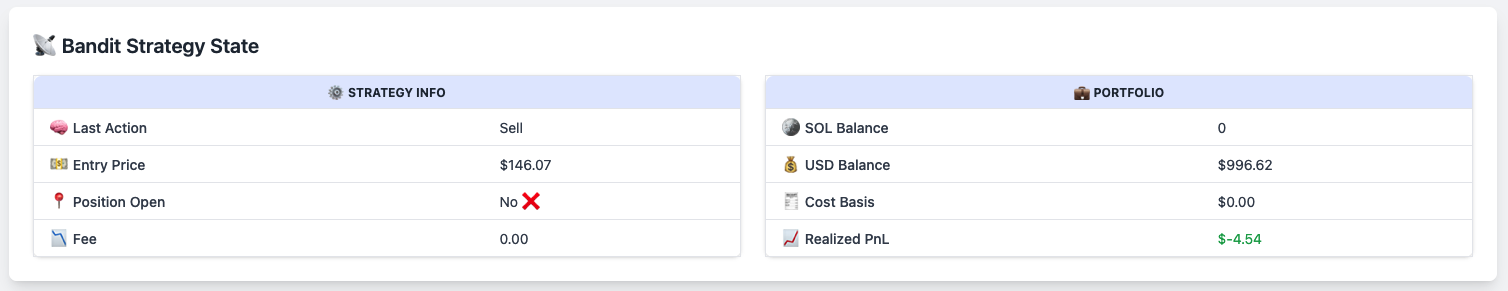 Bandit Strategy State
STRATEGY INFO
Last Action Sell
Entry Price $146.07
Position Open No ❌
Fee 0.00
PORTFOLIO
SOL Balance 0
USD Balance $996.62
Cost Basis $0.00
Realized PnL $-4.54